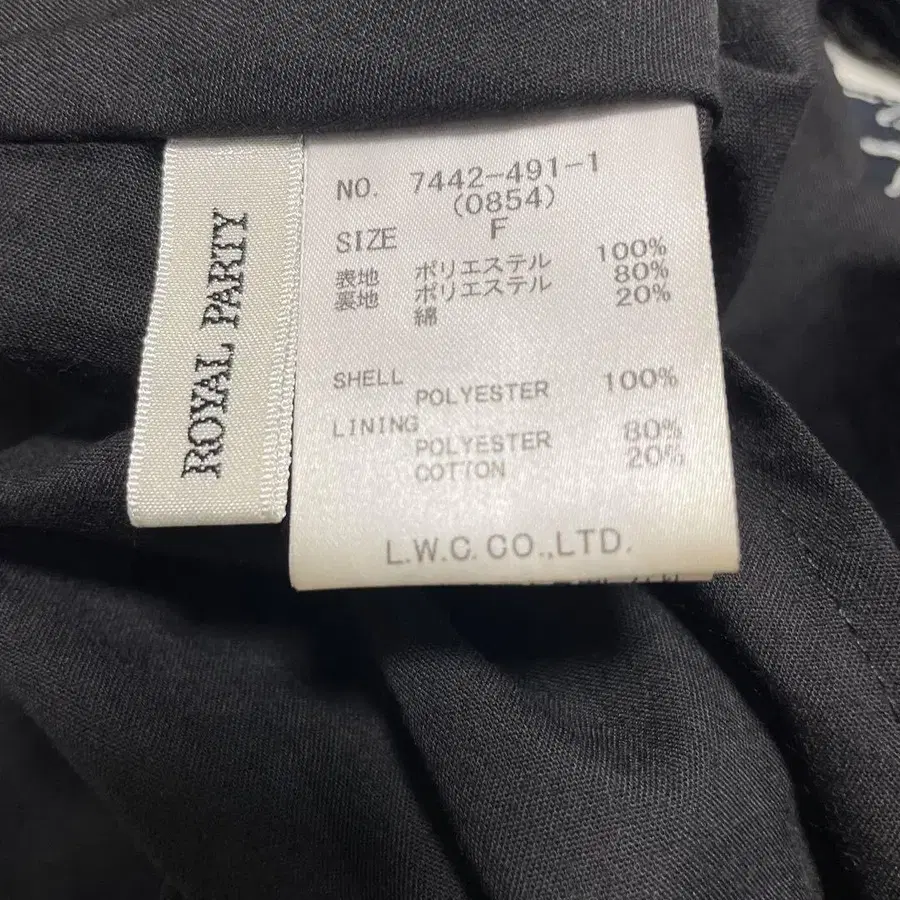 ROYAL PARTY
NO. 7442-491-1
(0854)
SIZE F
表地 ポリエステル 100%
裏地 ポリエステル 80%
綿 20%
SHELL
POLYESTER 100%
LINING
POLYESTER 80%
COTTON 20%
L.W.C. CO.,LTD.